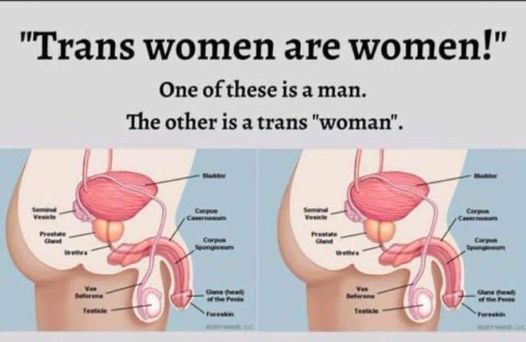 "Trans women are women!"
One of these is a man.
The other is a trans "woman".
Bladder
Seminal
Vesicle
Corpus
Cavernosum
Prostate
Gland
Corpus
Spongiosum
Urethra
Vas
Deferens
Glans (head)
of the Penis
Testicle
Foreskin
Bladder
Seminal
Vesicle
Corpus
Cavernosum
Prostate
Gland
Corpus
Spongiosum
Urethra
Vas
Deferens
Glans (head)
of the Penis
Testicle
Foreskin